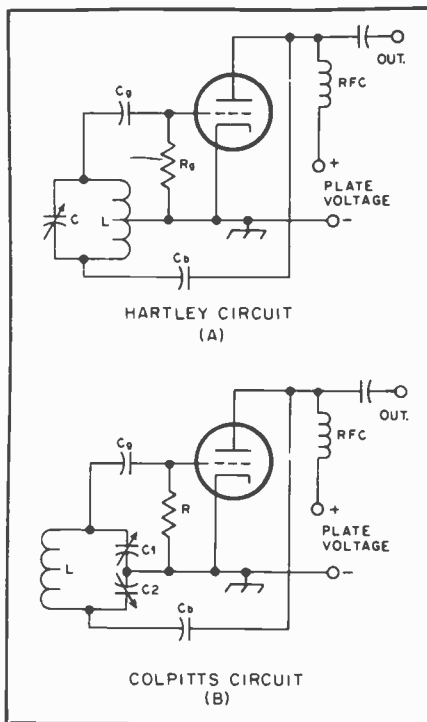 OUT.
RFC
Cg
Rg
+
PLATE
VOLTAGE
C
L
-
Cb
HARTLEY CIRCUIT
(A)
OUT.
RFC
Cg
R
+
PLATE
VOLTAGE
C1
L
C2
-
Cb
COLPITTS CIRCUIT
(B)